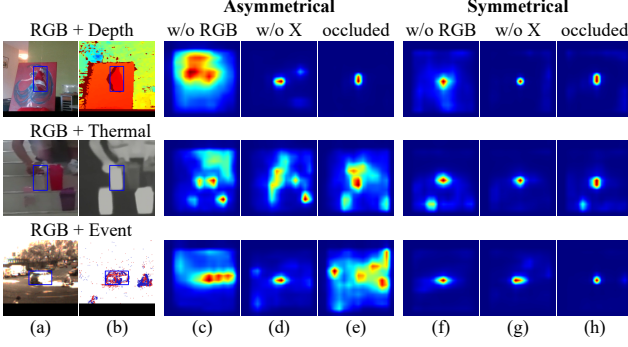 Asymmetrical Symmetrical
RGB + Depth w/o RGB w/o X occluded w/o RGB w/o X occluded
RGB + Thermal
RGB + Event
(a) (b) (c) (d) (e) (f) (g) (h)